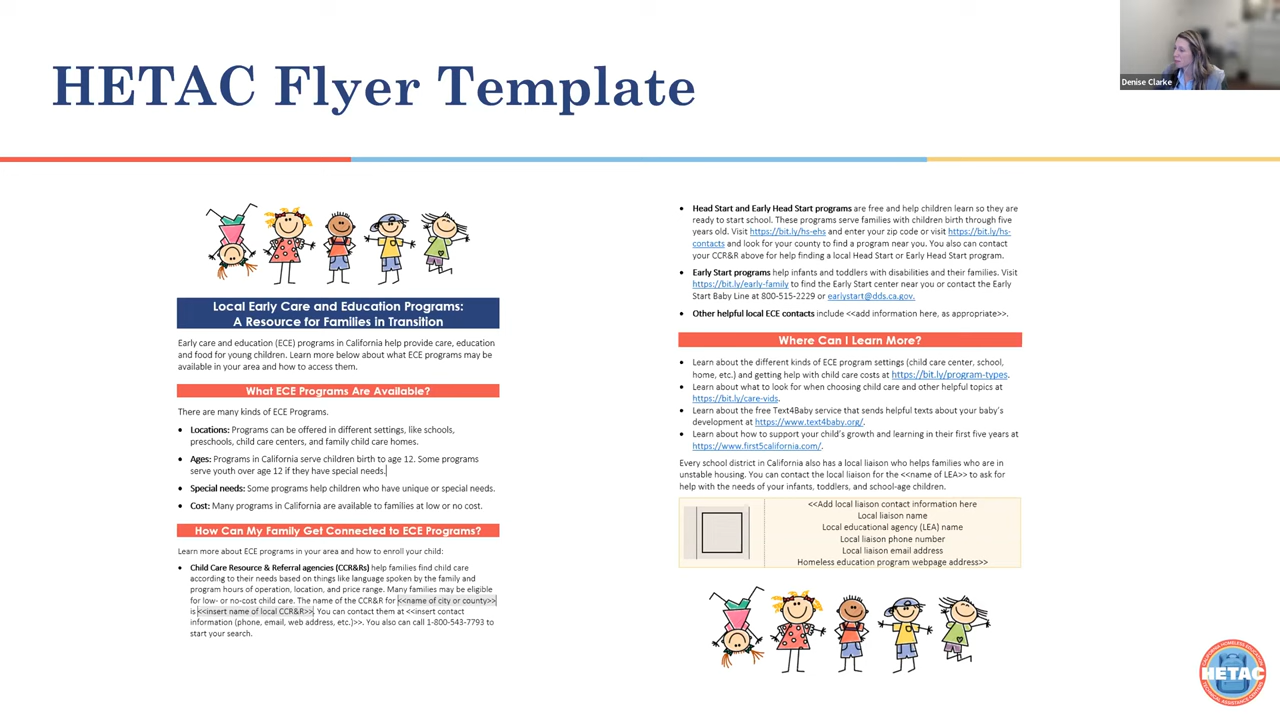 HETAC Flyer Template
Denise Clarke
Local Early Care and Education Programs:
A Resource for Families in Transition
Early care and education (ECE) programs in California help provide care, education
and food for young children. Learn more below about what ECE programs may be
available in your area and how to access them.
What ECE Programs Are Available?
There are many kinds of ECE Programs.
• Locations: Programs can be offered in different settings, like schools,
preschools, child care centers, and family child care homes.
• Ages: Programs in California serve children birth to age 12. Some programs
serve youth over age 12 if they have special needs.
• Special needs: Some programs help children who have unique or special needs.
• Cost: Many programs in California are available to families at low or no cost.
How Can My Family Get Connected to ECE Programs?
Learn more about ECE programs in your area and how to enroll your child:
• Child Care Resource & Referral agencies (CCR&Rs) help families find child care
according to their needs based on things like language spoken by the family and
program hours of operation, location, and price range. Many families may be eligible
for low- or no-cost child care. The name of the CCR&R for <<name of city or county>>
is <<insert name of local CCR&R>>. You can contact them at <<insert contact
information (phone, email, web address, etc.)>>. You also can call 1-800-543-7793 to
start your search.
• Head Start and Early Head Start programs are free and help children learn so they are
ready to start school. These programs serve families with children birth through five
years old. Visit https://bit.ly/hs-ehs and enter your zip code or visit https://bit.ly/hs-
contacts and look for your county to find a program near you. You also can contact
your CCR&R above for help finding a local Head Start or Early Head Start program.
• Early Start programs help infants and toddlers with disabilities and their families. Visit
https://bit.ly/early-family to find the Early Start center near you or contact the Early
Start Baby Line at 800-515-2229 or earlystart@dds.ca.gov.
• Other helpful local ECE contacts include <<add information here, as appropriate>>.
Where Can I Learn More?
• Learn about the different kinds of ECE program settings (child care center, school,
home, etc.) and getting help with child care costs at https://bit.ly/program-types.
• Learn about what to look for when choosing child care and other helpful topics at
https://bit.ly/care-vids.
• Learn about the free Text4Baby service that sends helpful texts about your baby's
development at https://www.text4baby.org/.
• Learn about how to support your child's growth and learning in their first five years at
https://www.first5california.com/.
Every school district in California also has a local liaison who helps families who are in
unstable housing. You can contact the local liaison for the <<name of LEA>> to ask for
help with the needs of your infants, toddlers, and school-age children.
<<Add local liaison contact information here
Local liaison name
Local educational agency (LEA) name
Local liaison phone number
Local liaison email address
Homeless education program webpage address>>
CALIFORNIA HOMELESS EDUCATION
HETAC
TECHNICAL ASSISTANCE CENTERS